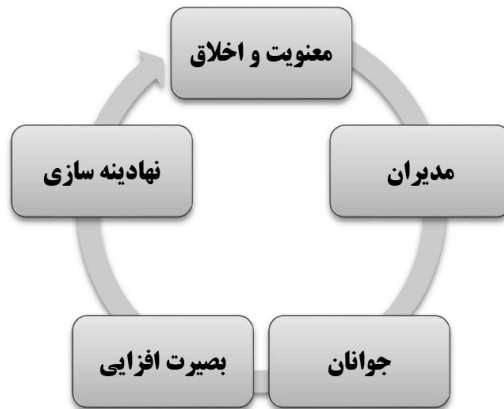 معنویت و اخلاق
مدیران
جوانان
بصیرت افزایی
نهادینه سازی